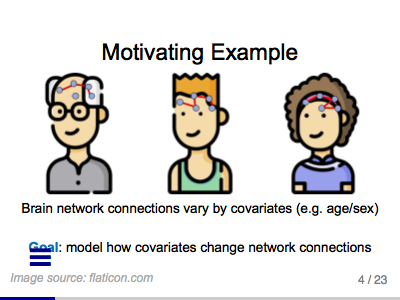 Motivating Example
Brain network connections vary by covariates (e.g. age/sex)
Goal: model how covariates change network connections
Image source: flaticon.com
4 / 23